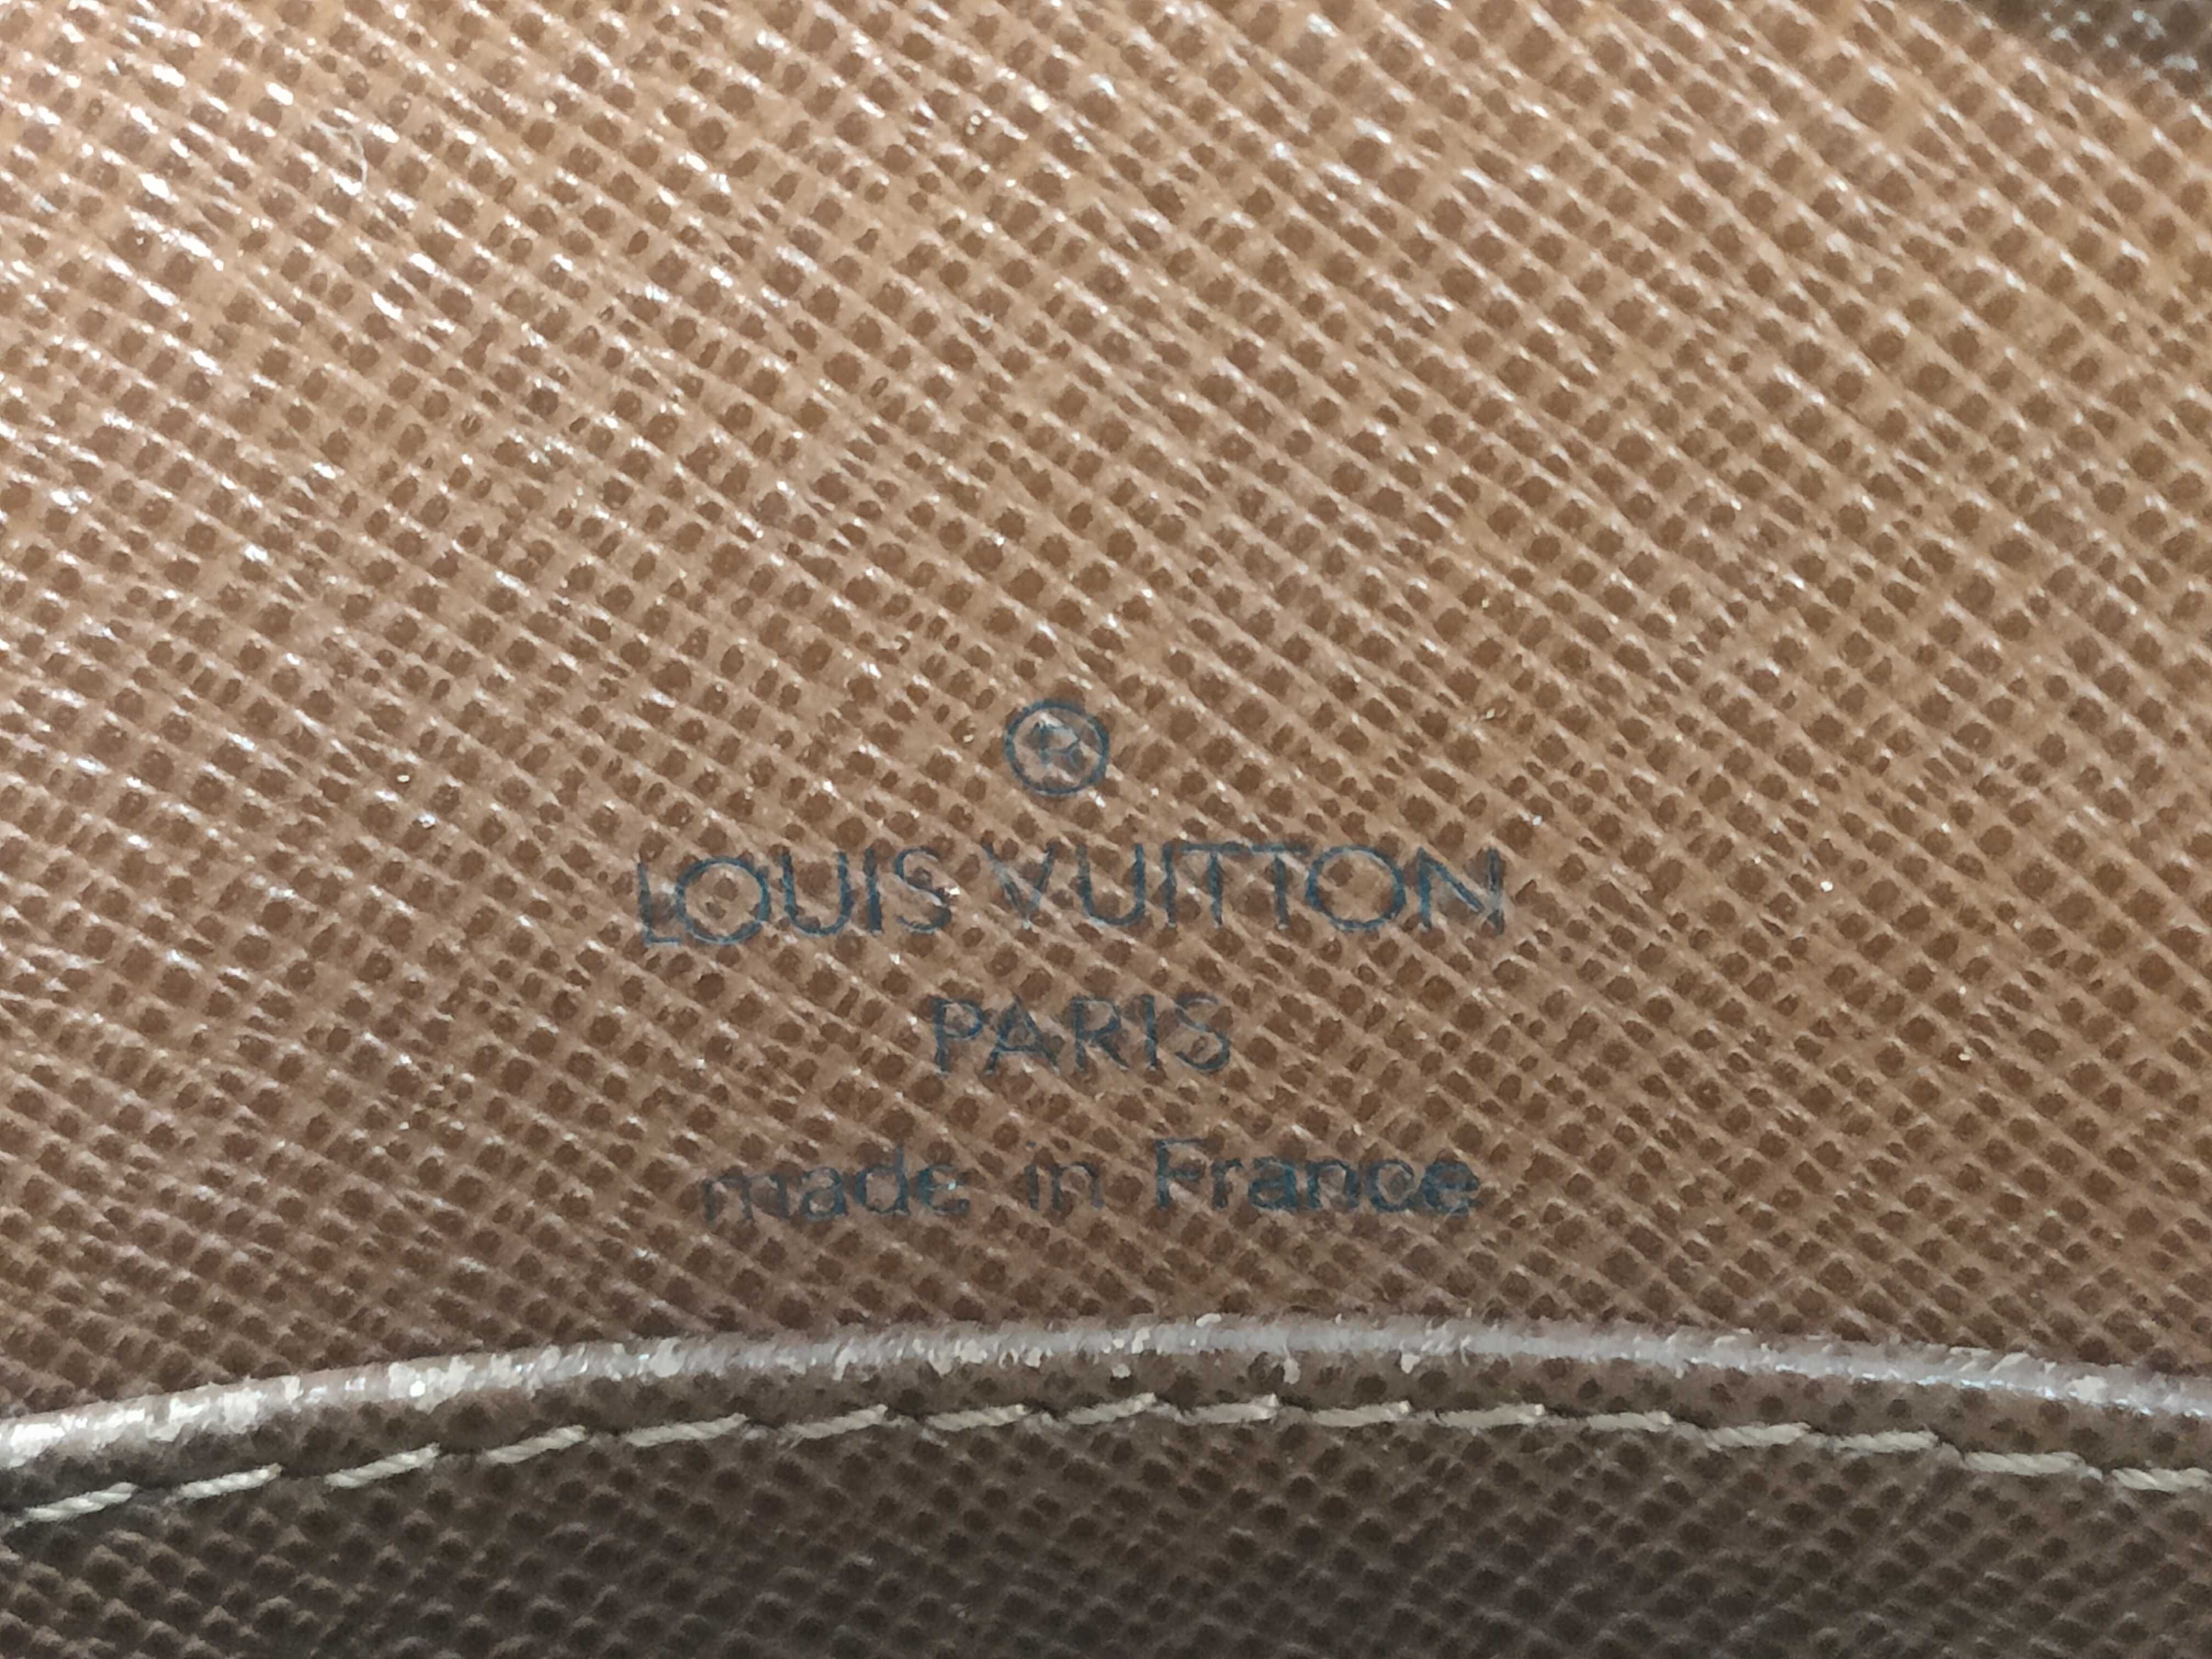 ®
LOUIS VUITTON
PARIS
made in France